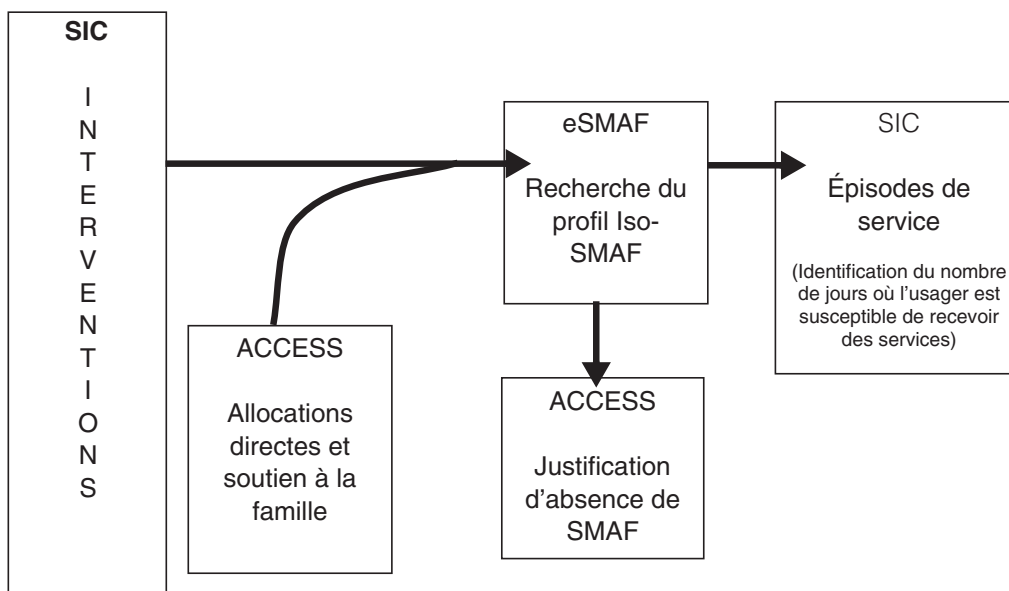 SIC
I
N
T
E
R
V
E
N
T
I
O
N
S
ACCESS
Allocations
directes et
soutien à la
famille
eSMAF
Recherche du
profil Iso-
SMAF
ACCESS
Justification
d'absence de
SMAF
SIC
Épisodes de
service
(Identification du nombre
de jours où l'usager est
susceptible de recevoir
des services)